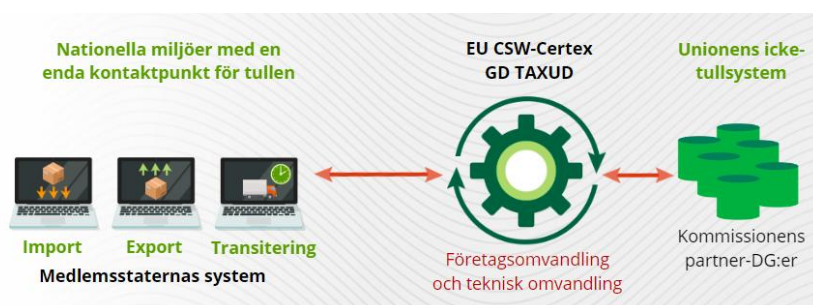 Nationella miljöer med en
enda kontaktpunkt för tullen
EU CSW-Certex
GD TAXUD
Unionens icke-
tullsystem
Import
Export
Transitering
Medlemsstaternas system
Företagsomvandling
och teknisk omvandling
Kommissionens
partner-DG:er